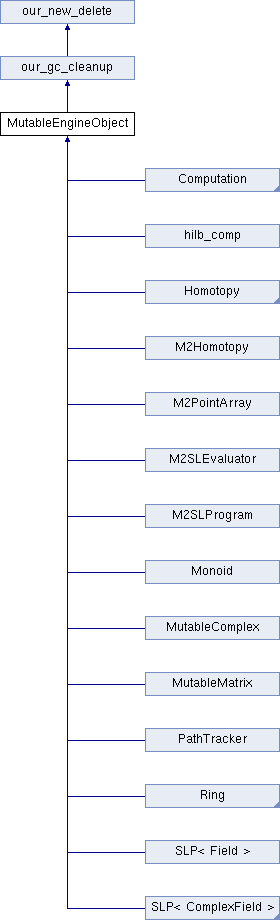 our_new_delete
our_gc_cleanup
MutableEngineObject
Computation
hilb_comp
Homotopy
M2Homotopy
M2PointArray
M2SLEvaluator
M2SLProgram
Monoid
MutableComplex
MutableMatrix
PathTracker
Ring
SLP< Field >
SLP< ComplexField >